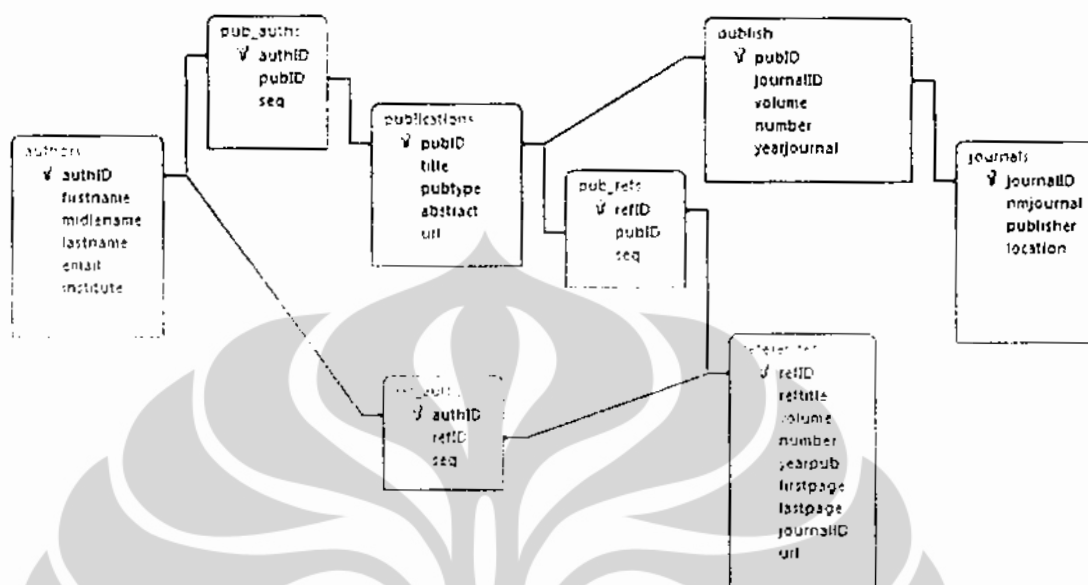 pub_auths
authID
pubID
seq
publish
pubID
journalID
volume
number
yearjournal
publications
pubID
title
pubtype
abstract
url
authors
authID
firstname
midlename
lastname
email
institute
pub_refs
refID
pubID
seq
journals
journalID
nmjournal
publisher
location
authID
refID
seq
refID
reftitle
volume
number
yearpub
firstpage
lastpage
journalID
url